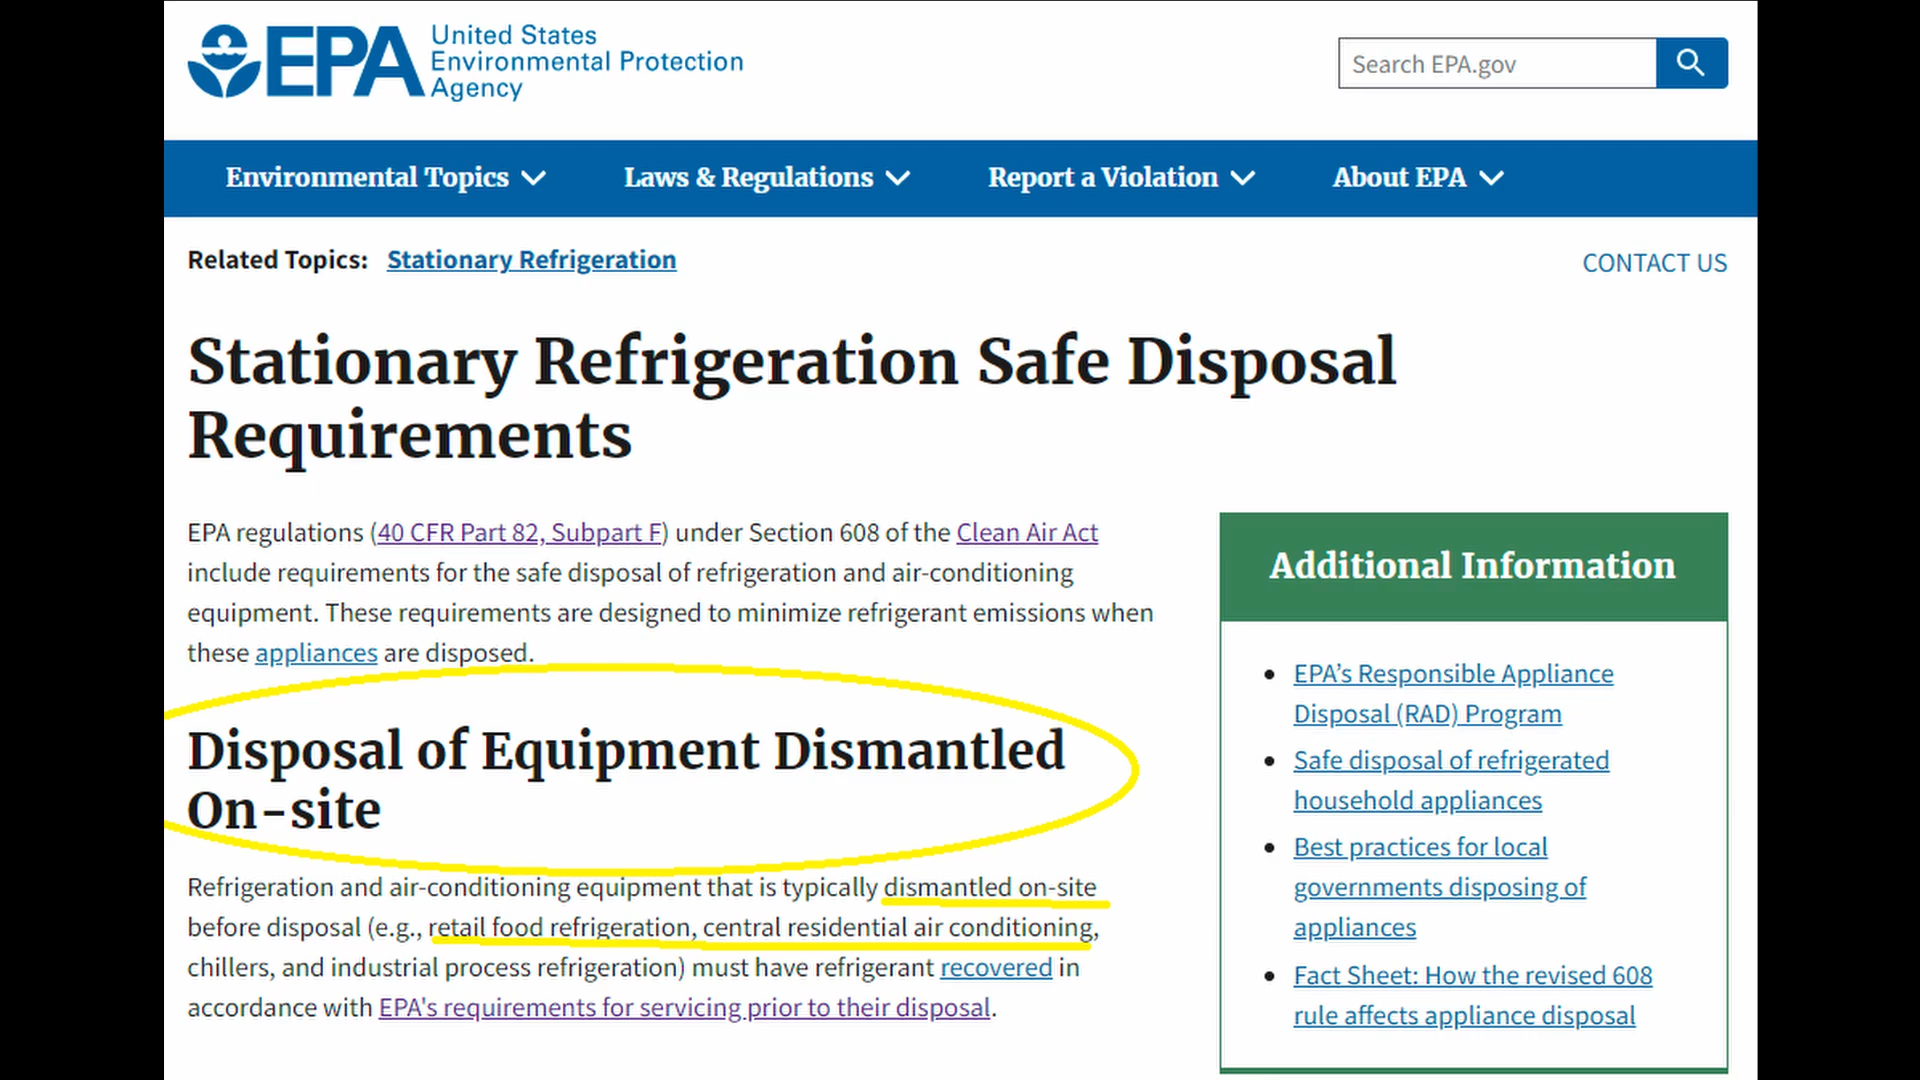 EPA United States
Environmental Protection
Agency
Search EPA.gov
Environmental Topics
Laws & Regulations
Report a Violation
About EPA
Related Topics: Stationary Refrigeration
CONTACT US
Stationary Refrigeration Safe Disposal
Requirements
EPA regulations (40 CFR Part 82, Subpart F) under Section 608 of the Clean Air Act
include requirements for the safe disposal of refrigeration and air-conditioning
equipment. These requirements are designed to minimize refrigerant emissions when
these appliances are disposed.
Disposal of Equipment Dismantled
On-site
Refrigeration and air-conditioning equipment that is typically dismantled on-site
before disposal (e.g., retail food refrigeration, central residential air conditioning,
chillers, and industrial process refrigeration) must have refrigerant recovered in
accordance with EPA's requirements for servicing prior to their disposal.
Additional Information
• EPA’s Responsible Appliance
Disposal (RAD) Program
• Safe disposal of refrigerated
household appliances
• Best practices for local
governments disposing of
appliances
• Fact Sheet: How the revised 608
rule affects appliance disposal